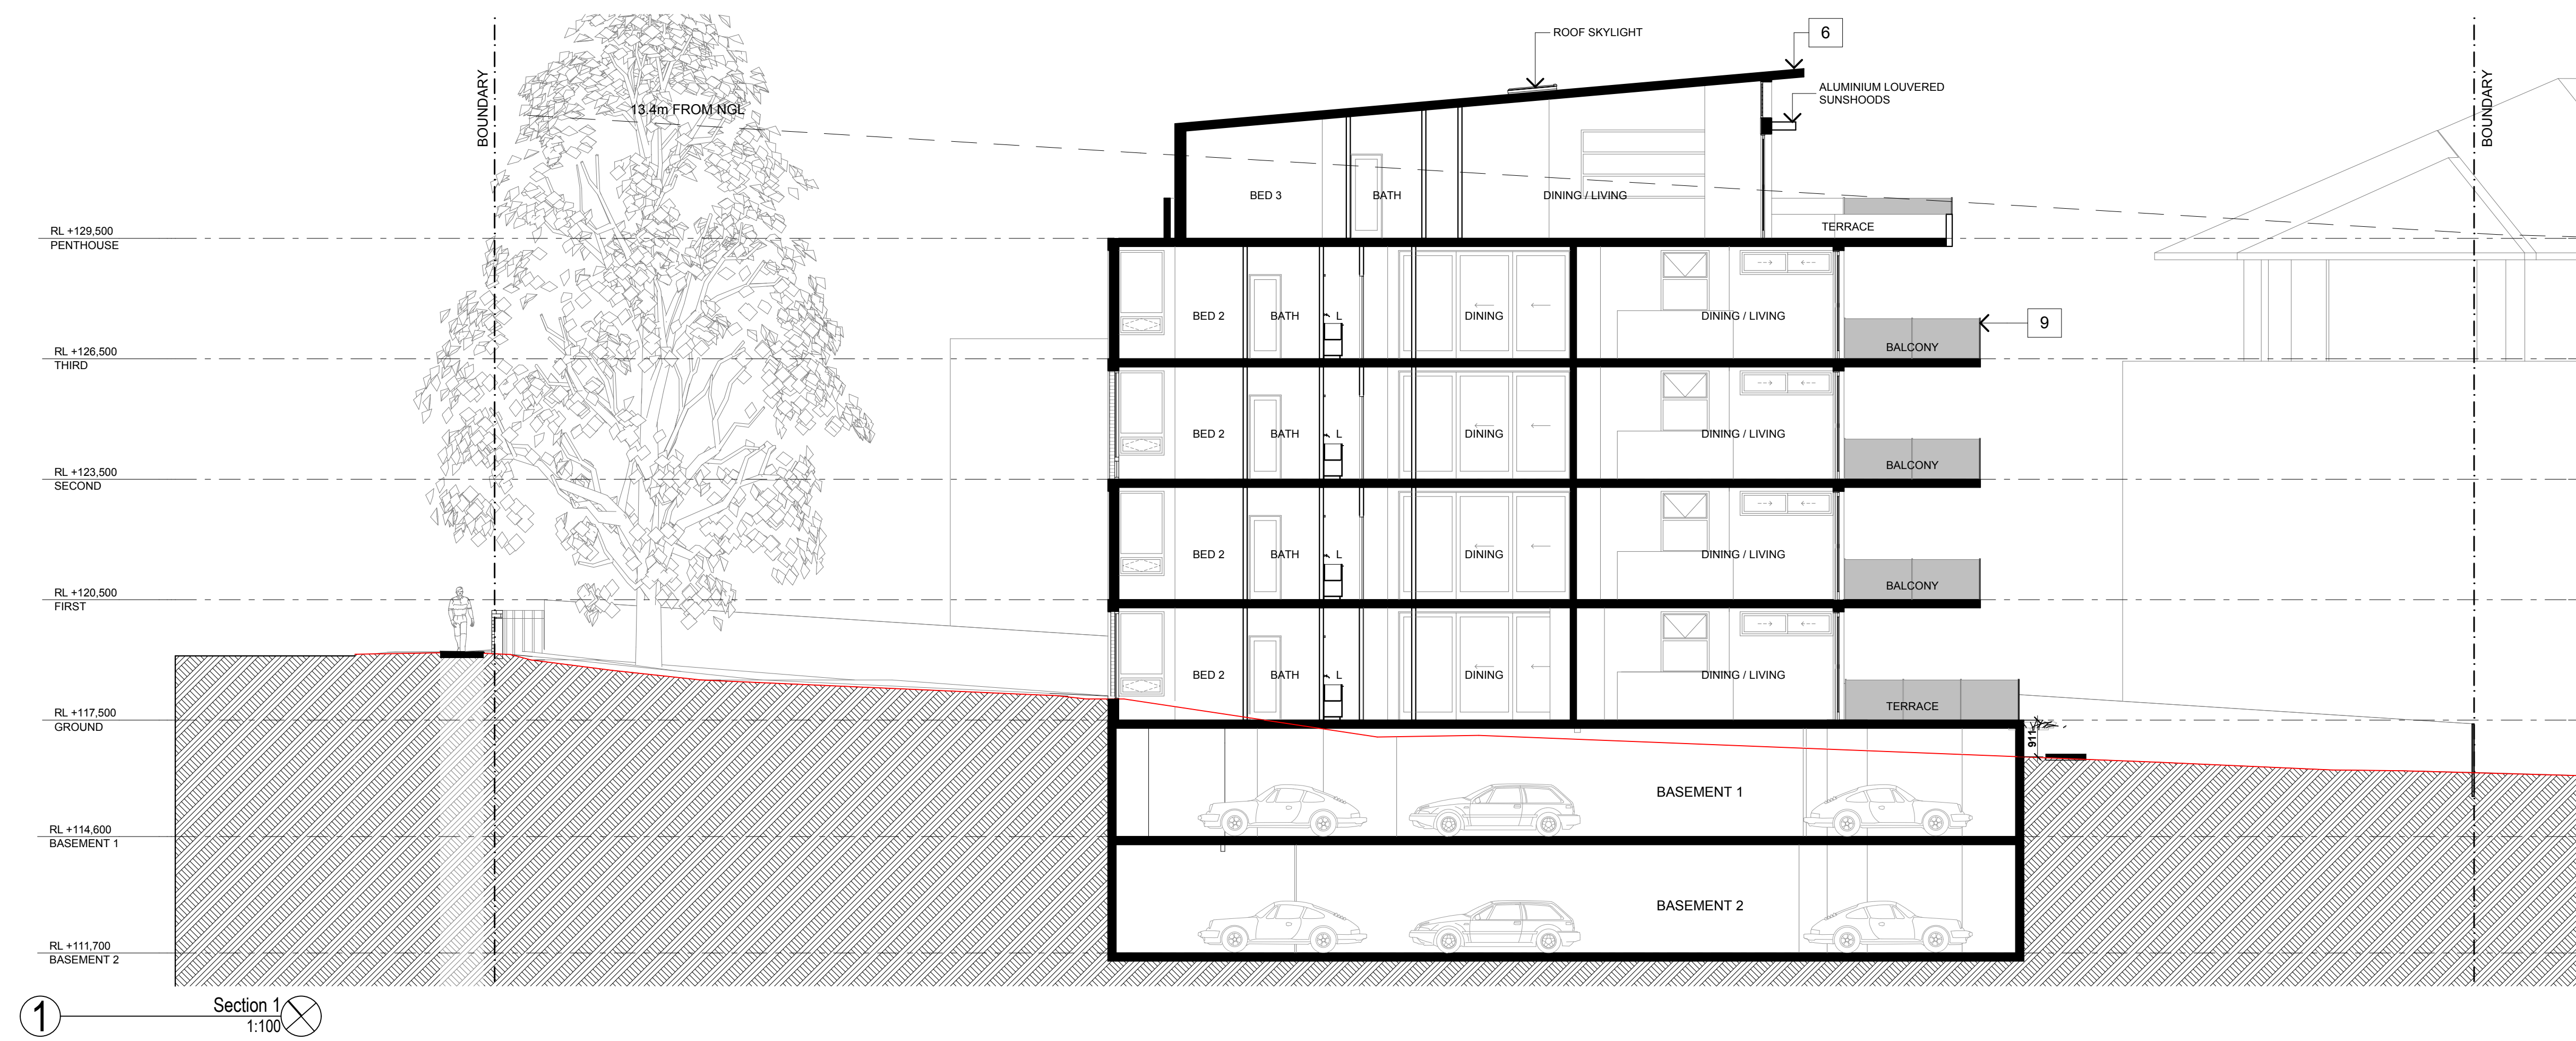 ROOF SKYLIGHT
6
ALUMINIUM LOUVERED
SUNSHOODS
BOUNDARY
BOUNDARY
13.4m FROM NGL
BED 3
BATH
DINING / LIVING
TERRACE
RL +129,500
PENTHOUSE
BED 2
BATH
L
DINING
DINING / LIVING
BALCONY
9
RL +126,500
THIRD
BED 2
BATH
L
DINING
DINING / LIVING
BALCONY
RL +123,500
SECOND
BED 2
BATH
L
DINING
DINING / LIVING
BALCONY
RL +120,500
FIRST
BED 2
BATH
L
DINING
DINING / LIVING
TERRACE
RL +117,500
GROUND
911
BASEMENT 1
RL +114,600
BASEMENT 1
BASEMENT 2
RL +111,700
BASEMENT 2
1
Section 1
1:100